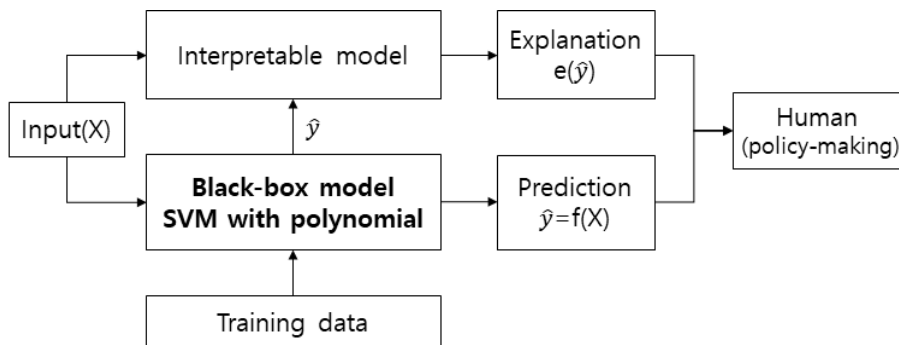 Interpretable model
Explanation
e(ŷ)
Input(X)
ŷ
Human
(policy-making)
Black-box model
SVM with polynomial
Prediction
ŷ=f(X)
Training data